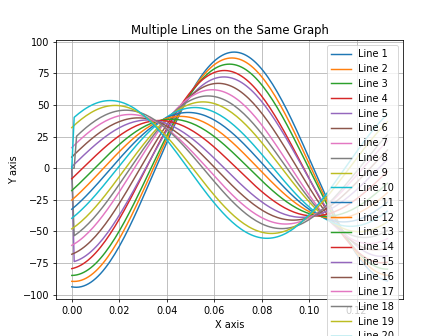 Multiple Lines on the Same Graph
100
75
50
25
0
−25
−50
−75
−100
Y axis
0.00
0.02
0.04
0.06
0.08
0.10
X axis
Line 1
Line 2
Line 3
Line 4
Line 5
Line 6
Line 7
Line 8
Line 9
Line 10
Line 11
Line 12
Line 13
Line 14
Line 15
Line 16
Line 17
Line 18
Line 19
Line 20